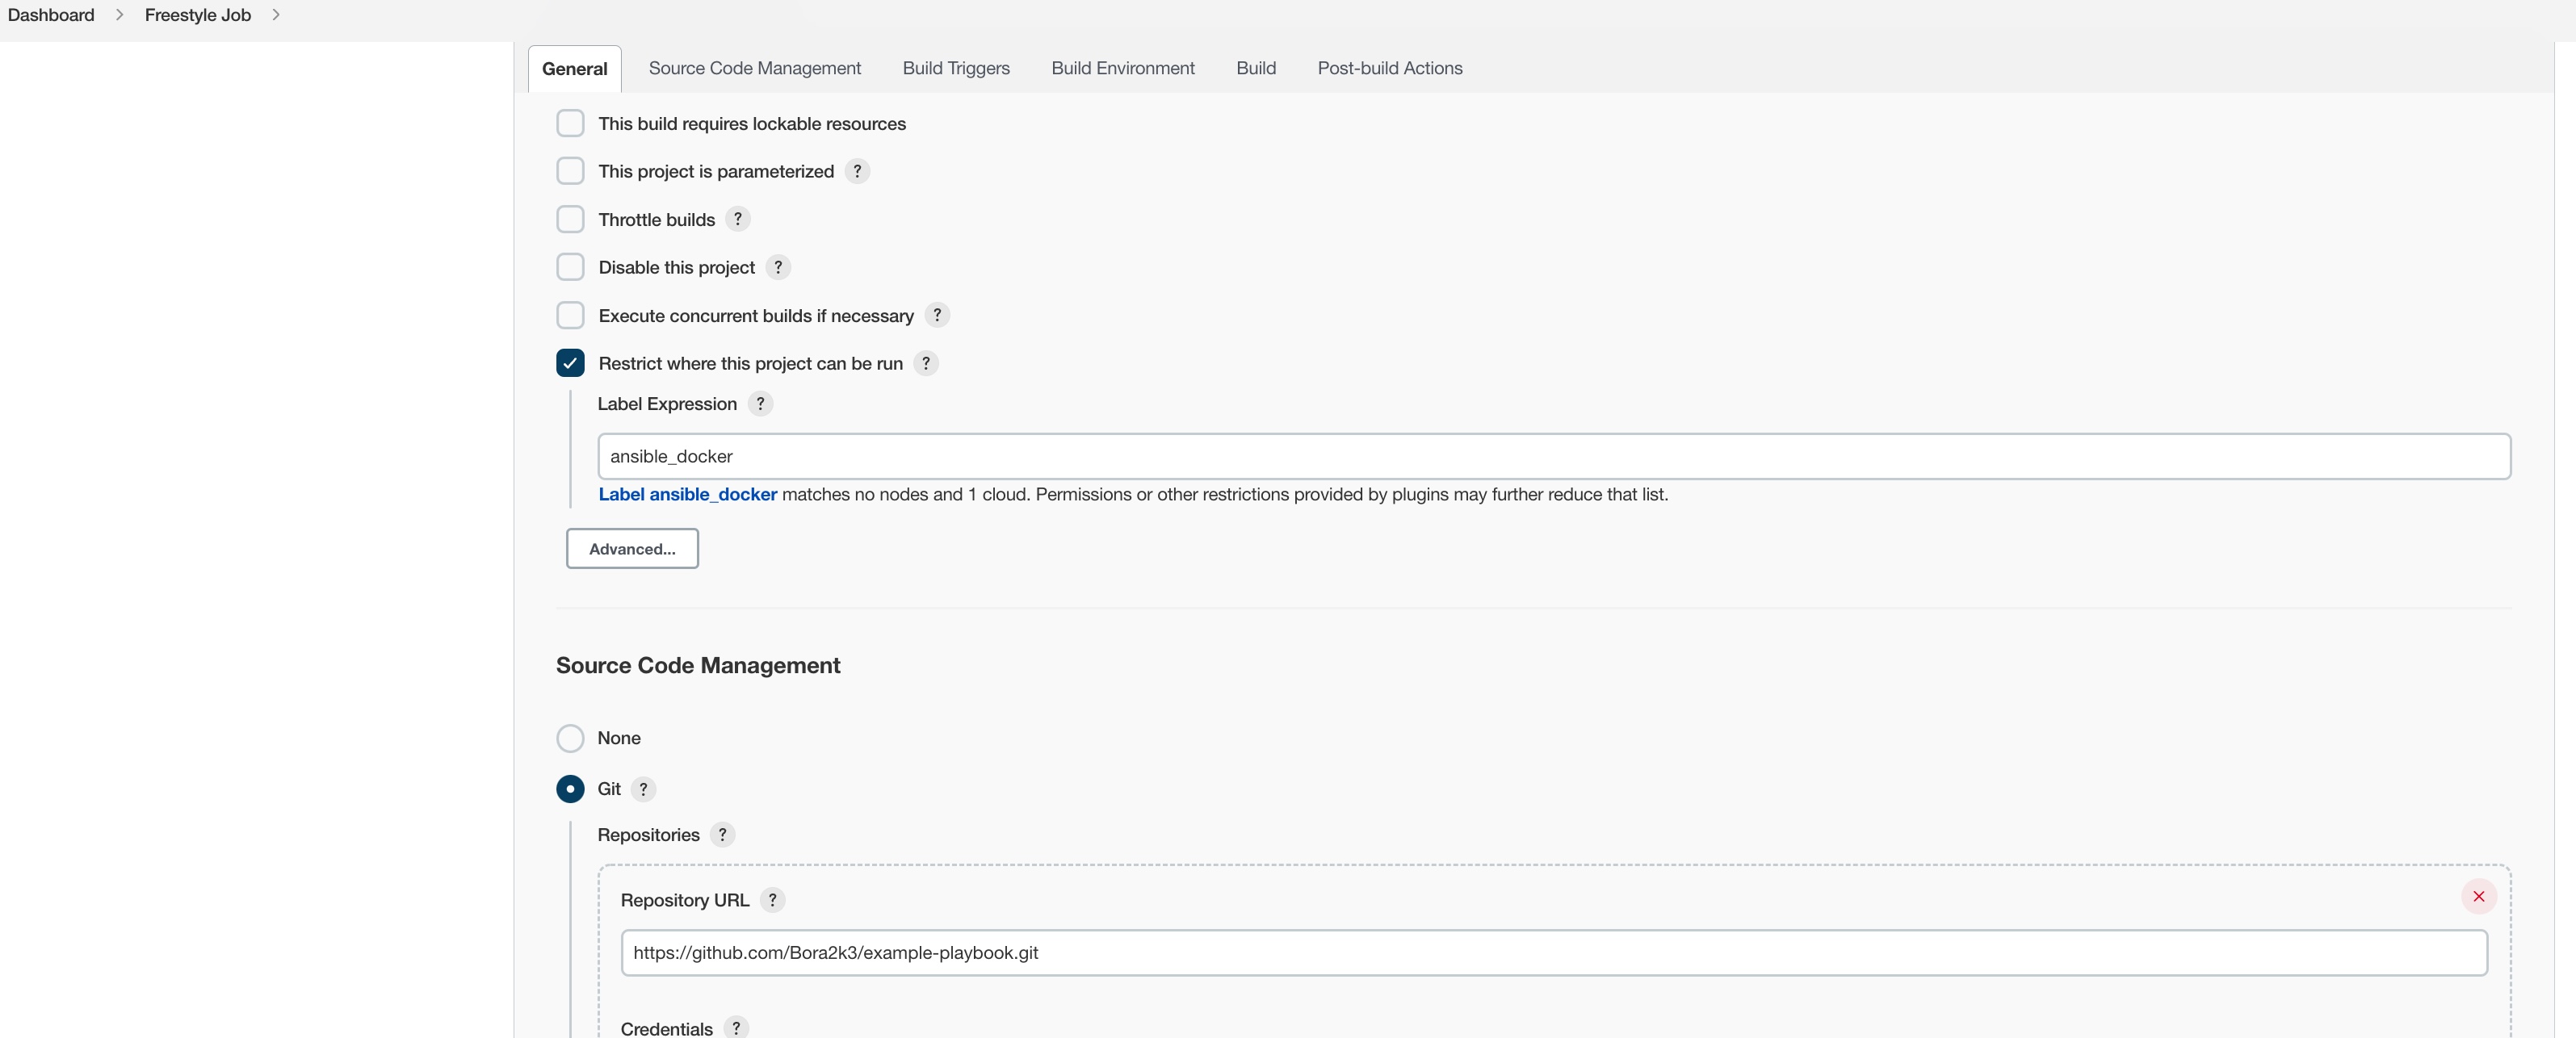 Dashboard > Freestyle Job >
General Source Code Management Build Triggers Build Environment Build Post-build Actions
This build requires lockable resources
This project is parameterized ?
Throttle builds ?
Disable this project ?
Execute concurrent builds if necessary ?
Restrict where this project can be run ?
Label Expression ?
ansible_docker
Label ansible_docker matches no nodes and 1 cloud. Permissions or other restrictions provided by plugins may further reduce that list.
Advanced...
Source Code Management
None
Git ?
Repositories ?
Repository URL ?
https://github.com/Bora2k3/example-playbook.git
Credentials ?